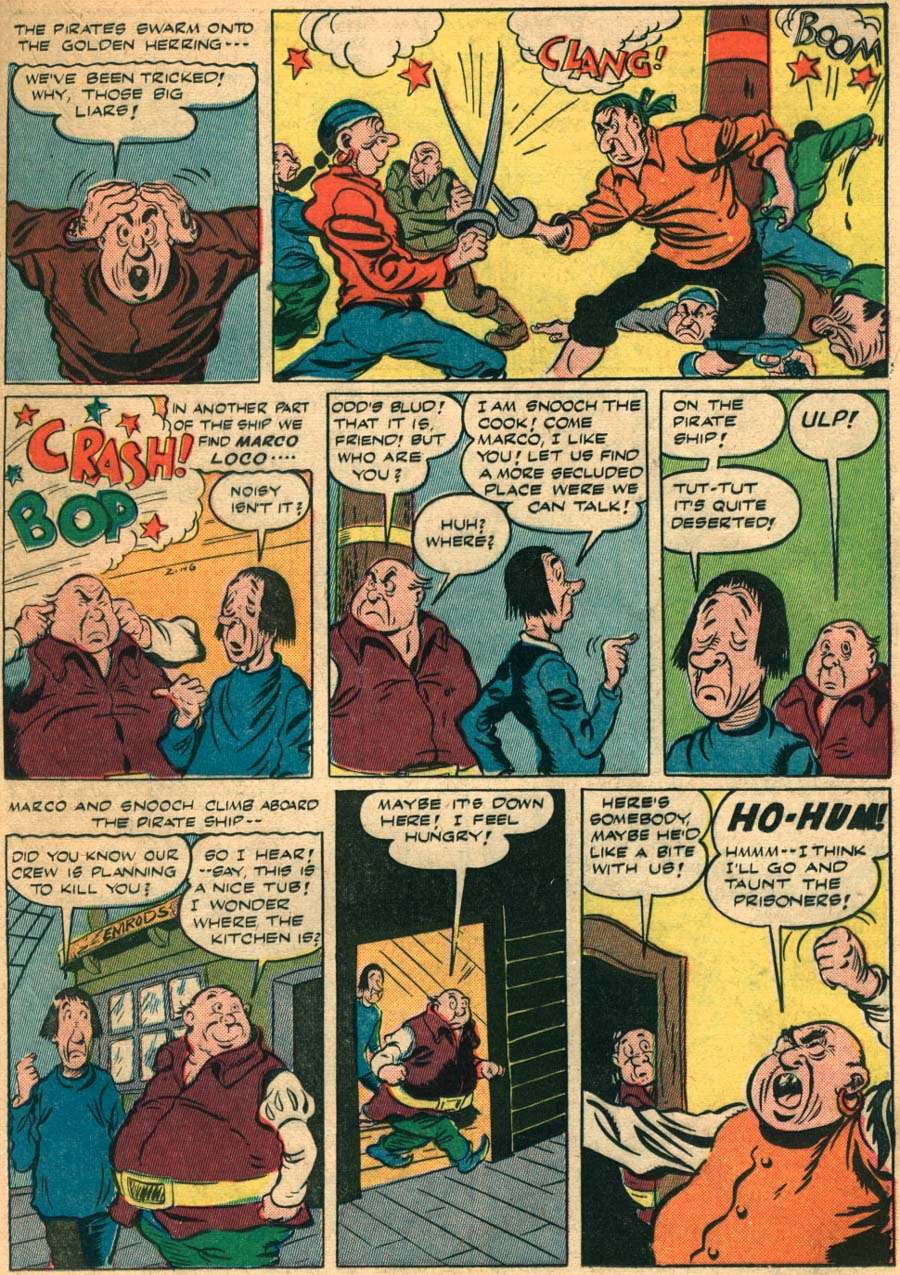 THE PIRATES SWARM ONTO
THE GOLDEN HERRING---
WE'VE BEEN TRICKED!
WHY, THOSE BIG
LIARS!
CLANG!
BOOM
CRASH!
BOP
ZING
IN ANOTHER PART
OF THE SHIP WE
FIND MARCO
LOCO....
NOISY
ISN'T IT?
ODD'S BLUD!
THAT IT IS,
FRIEND! BUT
WHO ARE
YOU?
I AM SNOOCH THE
COOK! COME
MARCO, I LIKE
YOU! LET US FIND
A MORE SECLUDED
PLACE WERE WE
CAN TALK!
HUH?
WHERE?
ON THE
PIRATE
SHIP!
TUT-TUT
IT'S QUITE
DESERTED!
ULP!
MARCO AND SNOOCH CLIMB ABOARD
THE PIRATE SHIP--
DID YOU KNOW OUR
CREW IS PLANNING
TO KILL YOU?
SO I HEAR!
--SAY, THIS IS
A NICE TUB!
I WONDER
WHERE THE
KITCHEN IS?
EMRODS
MAYBE IT'S DOWN
HERE! I FEEL
HUNGRY!
HERE'S
SOMEBODY,
MAYBE HE'D
LIKE A BITE
WITH US!
HO-HUM!
HMMM--I THINK
I'LL GO AND
TAUNT THE
PRISONERS!